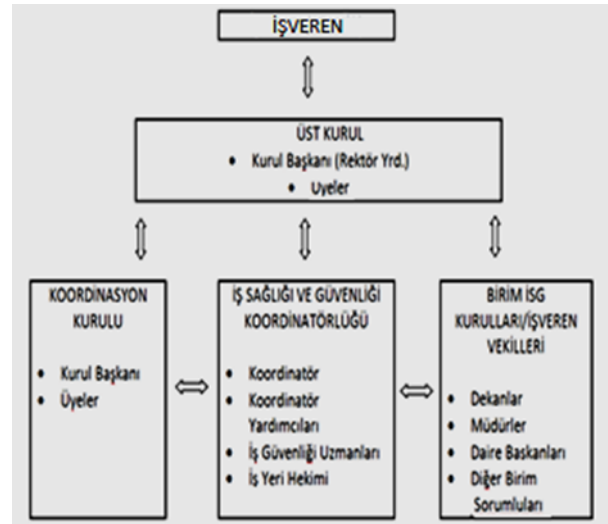 İŞVEREN
ÜST KURUL
• Kurul Başkanı (Rektör Yrd.)
• Uyeler
KOORDİNASYON
KURULU
• Kurul Başkanı
• Üyeler
İŞ SAĞLIĞI VE GÜVENLİĞİ
KOORDİNATÖRLÜĞÜ
• Koordinatör
• Koordinatör
Yardımcıları
• İş Güvenliği Uzmanları
• İş Yeri Hekimi
BİRİM İSG
KURULLARI/İŞVEREN
VEKİLLERİ
• Dekanlar
• Müdürler
• Daire Baskanları
• Diğer Birim
Sorumluları